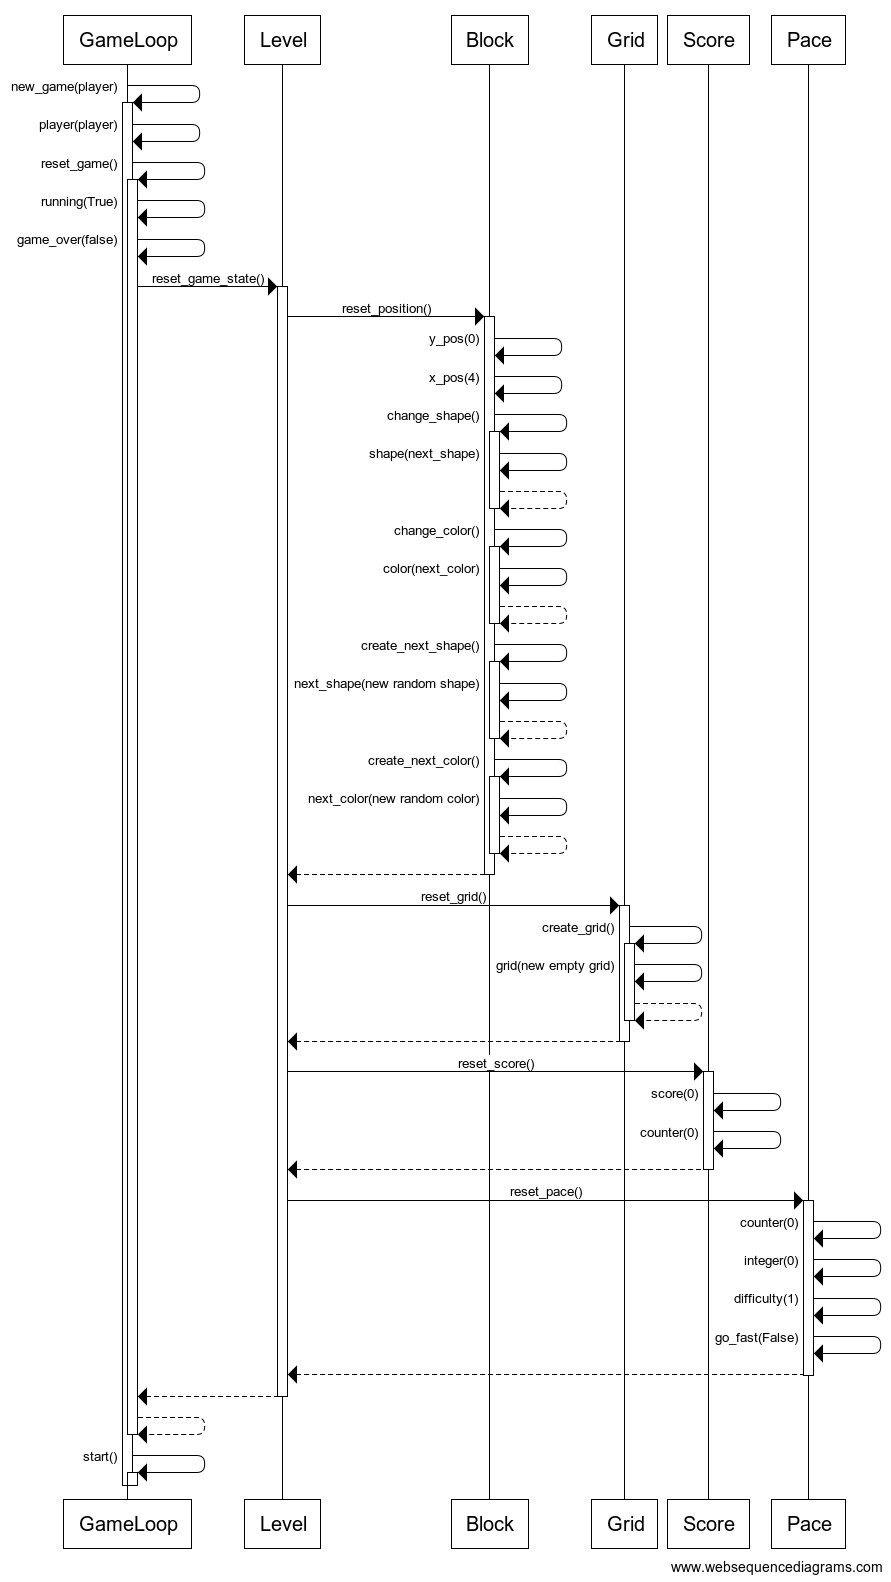 GameLoop
Level
Block
Grid
Score
Pace
new_game(player)
player(player)
reset_game()
running(True)
game_over(false)
reset_game_state()
reset_position()
y_pos(0)
x_pos(4)
change_shape()
shape(next_shape)
change_color()
color(next_color)
create_next_shape()
next_shape(new random shape)
create_next_color()
next_color(new random color)
reset_grid()
create_grid()
grid(new empty grid)
reset_score()
score(0)
counter(0)
reset_pace()
counter(0)
integer(0)
difficulty(1)
go_fast(False)
start()
GameLoop
Level
Block
Grid
Score
Pace
www.websequencediagrams.com